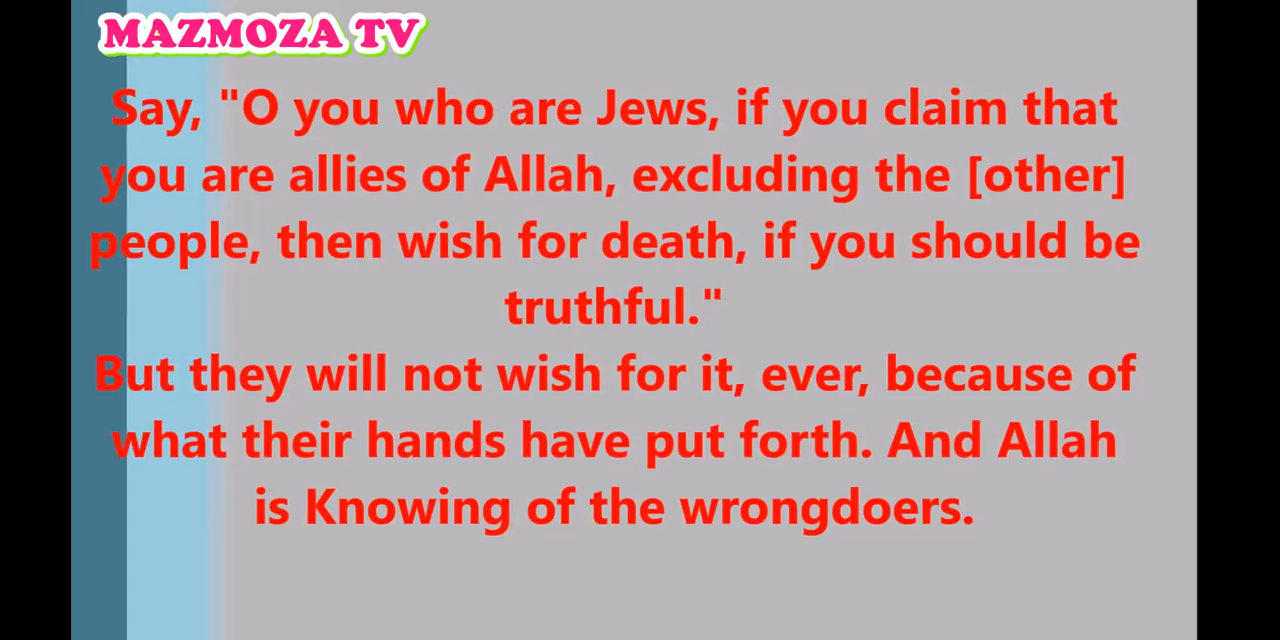 MAZMOZA TV
Say, "O you who are Jews, if you claim that
you are allies of Allah, excluding the [other]
people, then wish for death, if you should be
truthful."
But they will not wish for it, ever, because of
what their hands have put forth. And Allah
is Knowing of the wrongdoers.